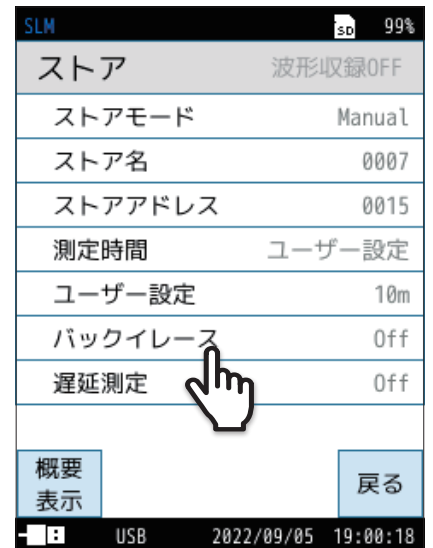 SLM SD 99%
ストア 波形収録OFF
ストアモード Manual
ストア名 0007
ストアアドレス 0015
測定時間 ユーザー設定
ユーザー設定 10m
バックイレース Off
遅延測定 Off
概要
表示
戻る
USB 2022/09/05 19:00:18